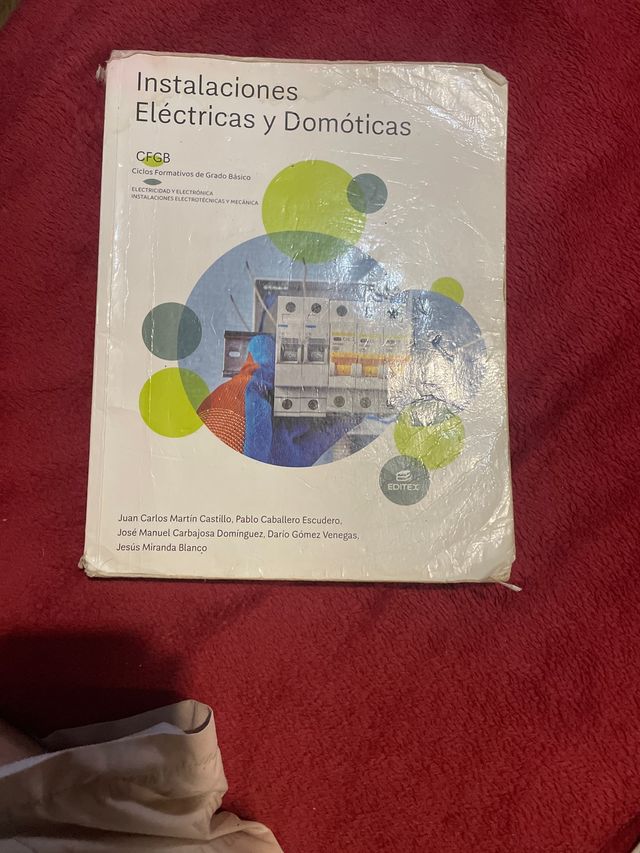 Instalaciones
Eléctricas y Domóticas
CFGB
Ciclos Formativos de Grado Básico
ELECTRICIDAD Y ELECTRÓNICA
INSTALACIONES ELECTROTÉCNICAS Y MECÁNICA
EDITEX
Juan Carlos Martín Castillo, Pablo Caballero Escudero,
José Manuel Carbajosa Domínguez, Darío Gómez Venegas,
Jesús Miranda Blanco